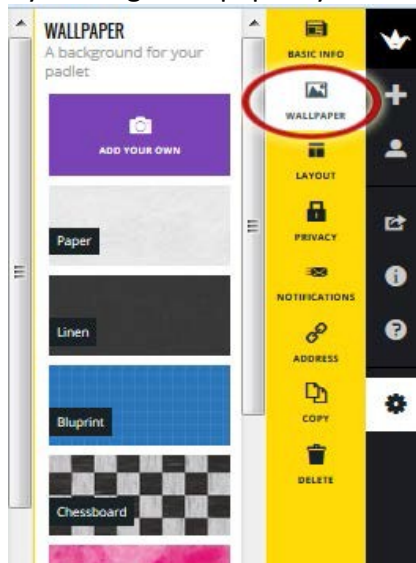 WALLPAPER
A background for your
padlet
ADD YOUR OWN
Paper
Linen
Bluprint
Chessboard
BASIC INFO
WALLPAPER
LAYOUT
PRIVACY
NOTIFICATIONS
ADDRESS
COPY
DELETE